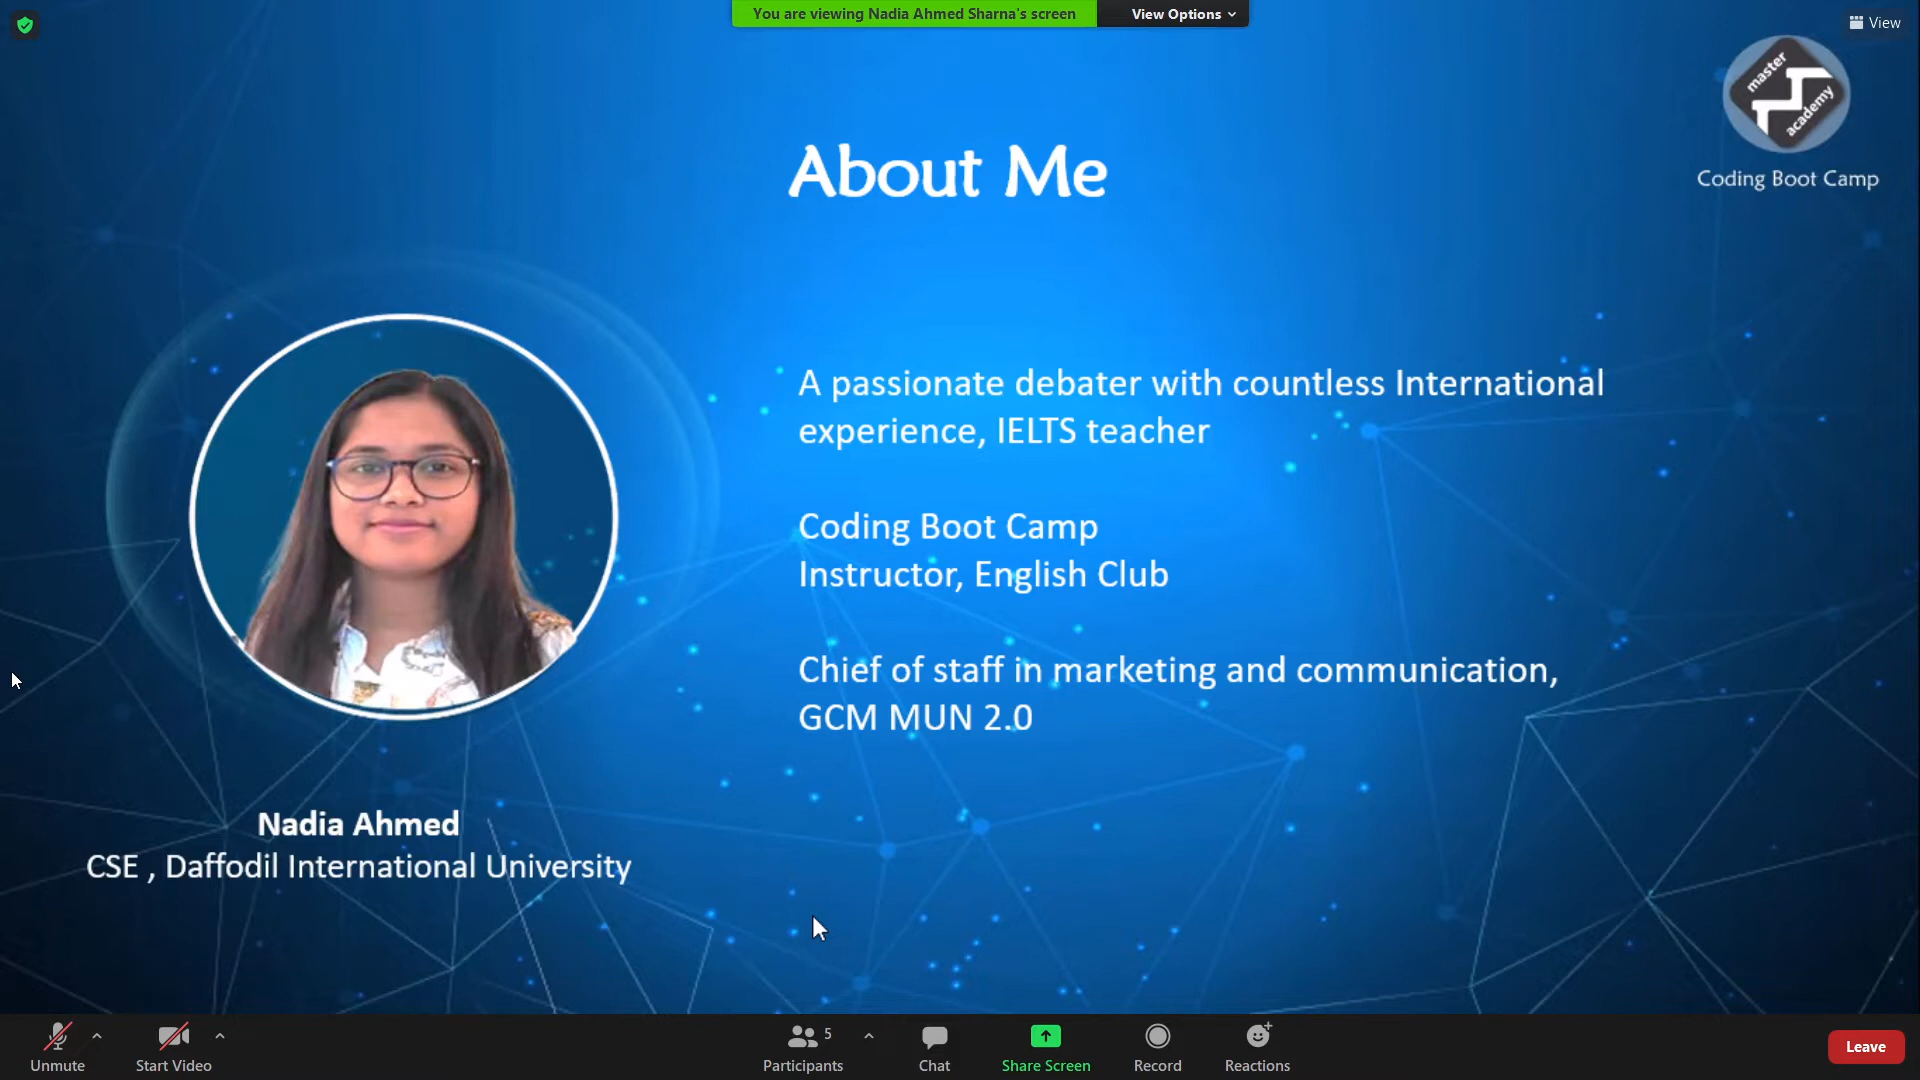 You are viewing Nadia Ahmed Sharna's screen
View Options
View
master
academy
Coding Boot Camp
About Me
A passionate debater with countless International
experience, IELTS teacher
Coding Boot Camp
Instructor, English Club
Chief of staff in marketing and communication,
GCM MUN 2.0
Nadia Ahmed
CSE , Daffodil International University
Unmute
Start Video
5
Participants
Chat
Share Screen
Record
Reactions
Leave